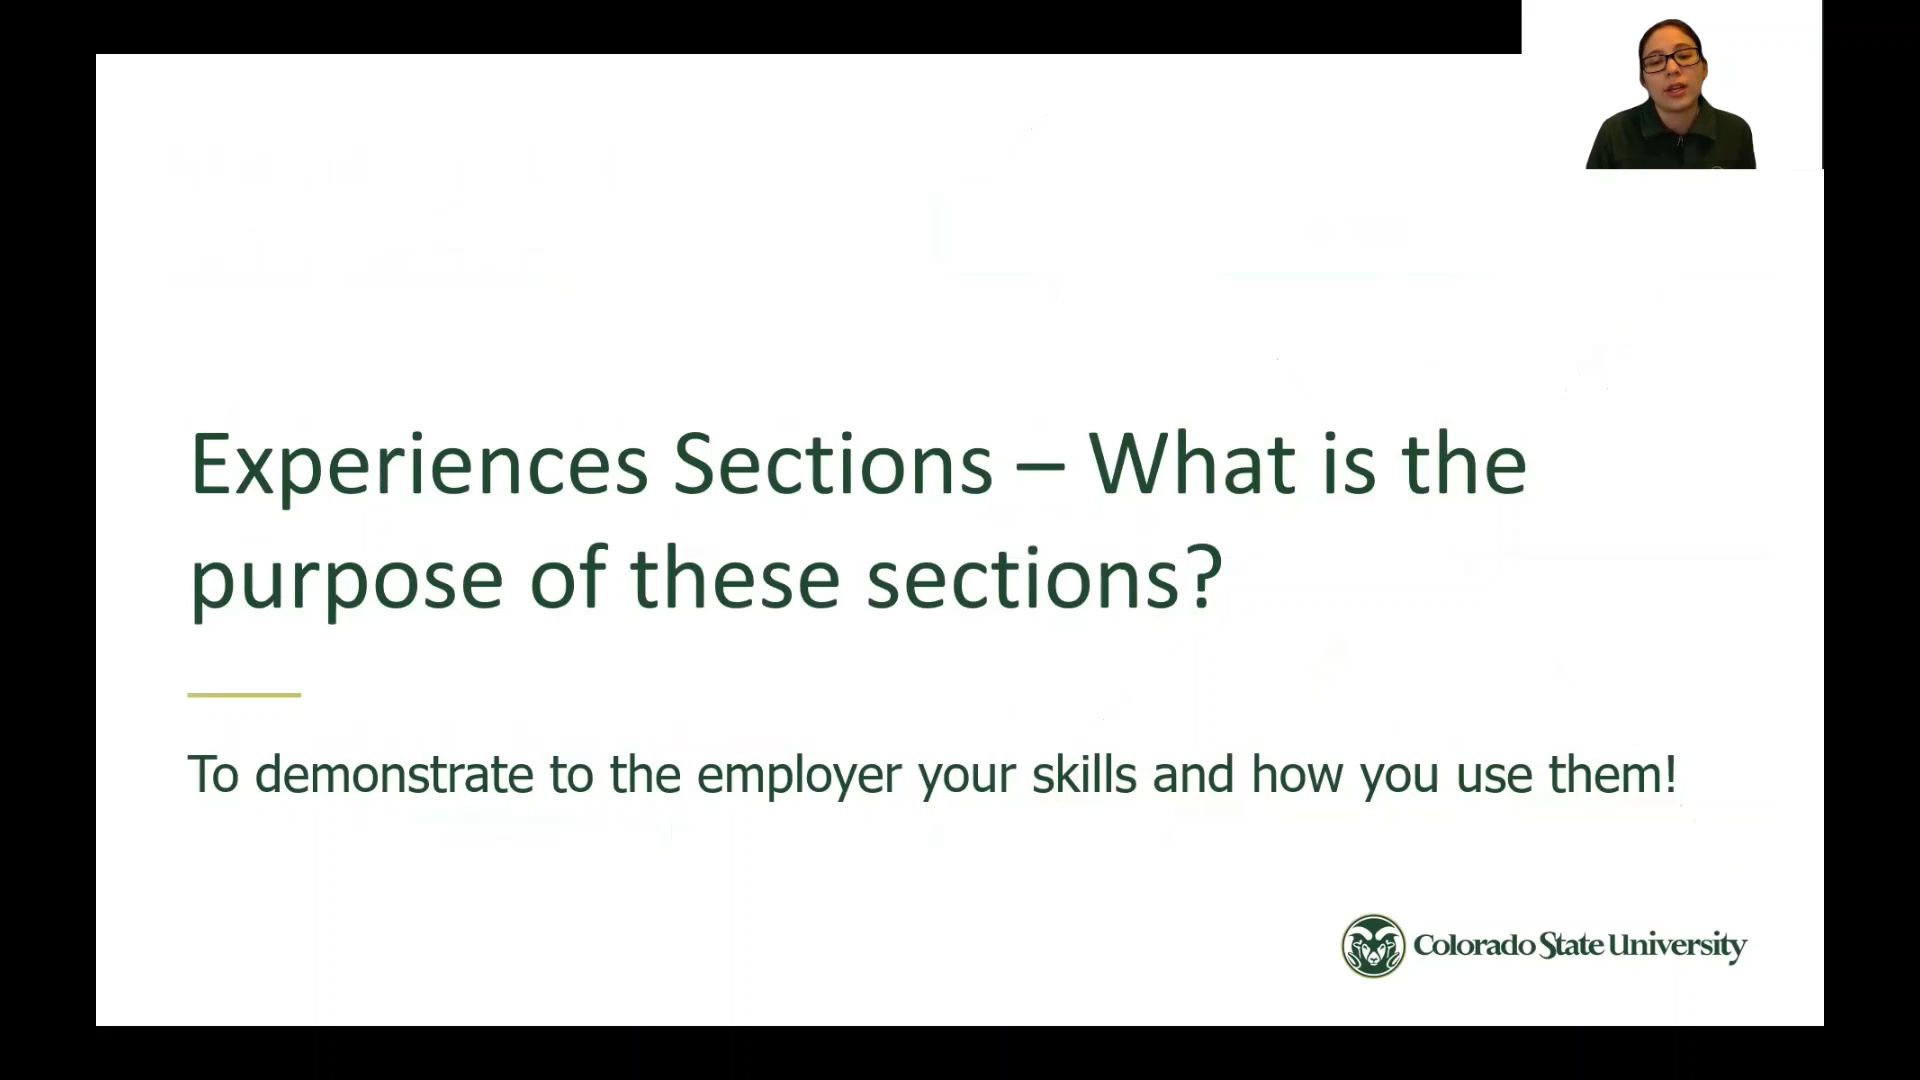 Experiences Sections – What is the
purpose of these sections?
To demonstrate to the employer your skills and how you use them!
Colorado State University